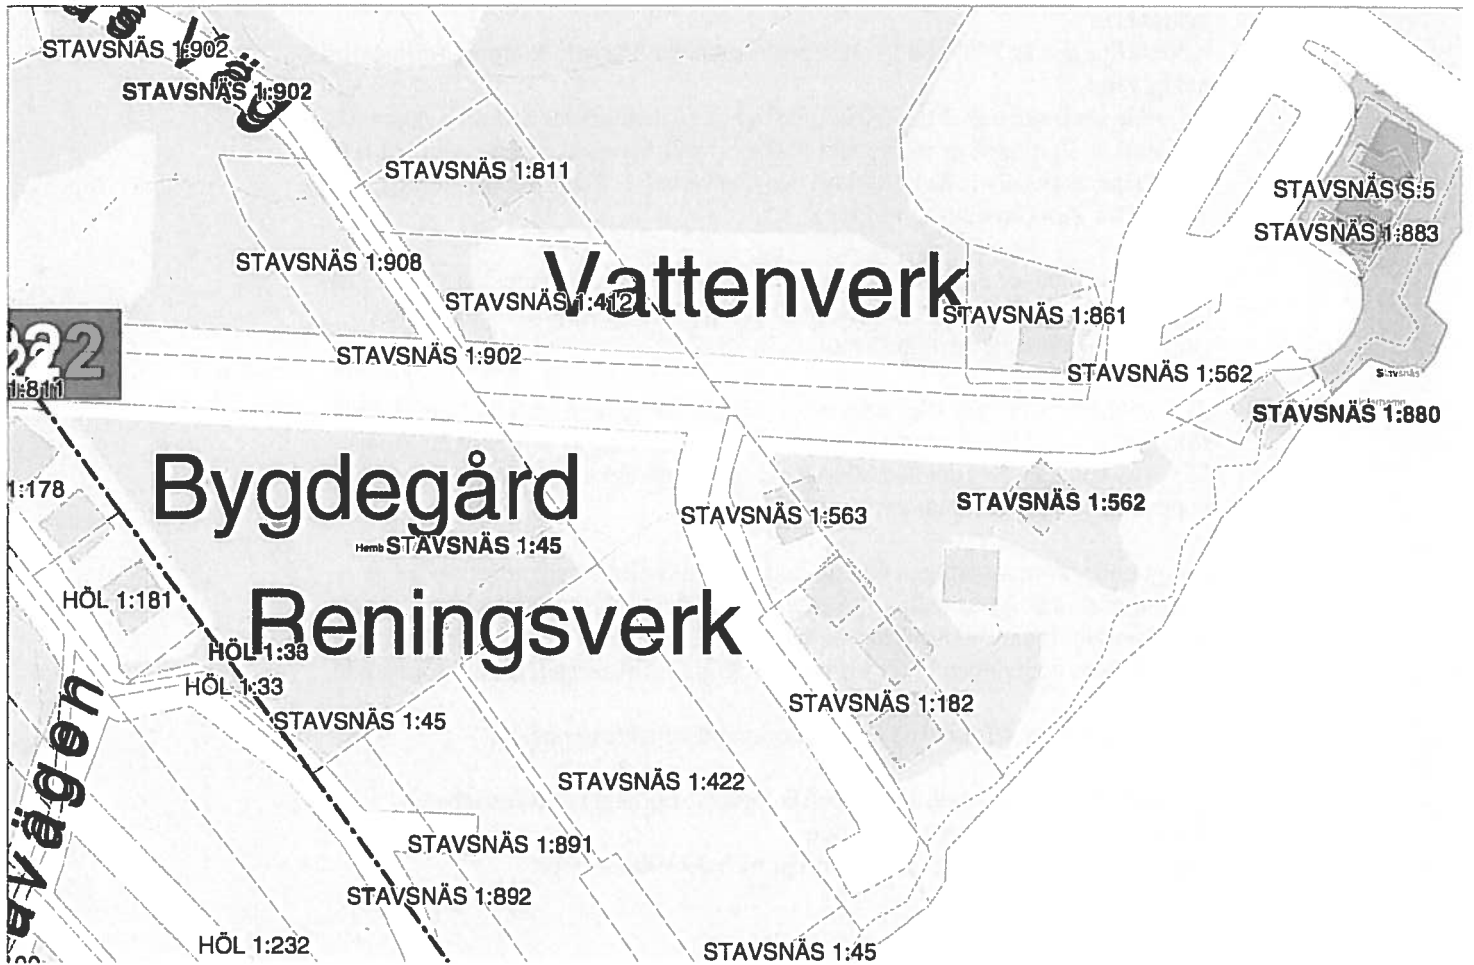 STAVSNÄS 1:902
STAVSNÄS 1:902
STAVSNÄS 1:811
STAVSNÄS S:5
STAVSNÄS 1:883
STAVSNÄS 1:908
Vattenverk
STAVSNÄS 1:412
STAVSNÄS 1:861
222
STAVSNÄS 1:902
1:811
STAVSNÄS 1:562
STAVSNÄS 1:880
Bygdegård
1:178
STAVSNÄS 1:563
STAVSNÄS 1:562
Hemb
STAVSNÄS 1:45
Reningsverk
HÖL 1:181
HÖL 1:33
HÖL 1:33
STAVSNÄS 1:45
STAVSNÄS 1:182
avägen
STAVSNÄS 1:422
STAVSNÄS 1:891
STAVSNÄS 1:892
HÖL 1:232
STAVSNÄS 1:45